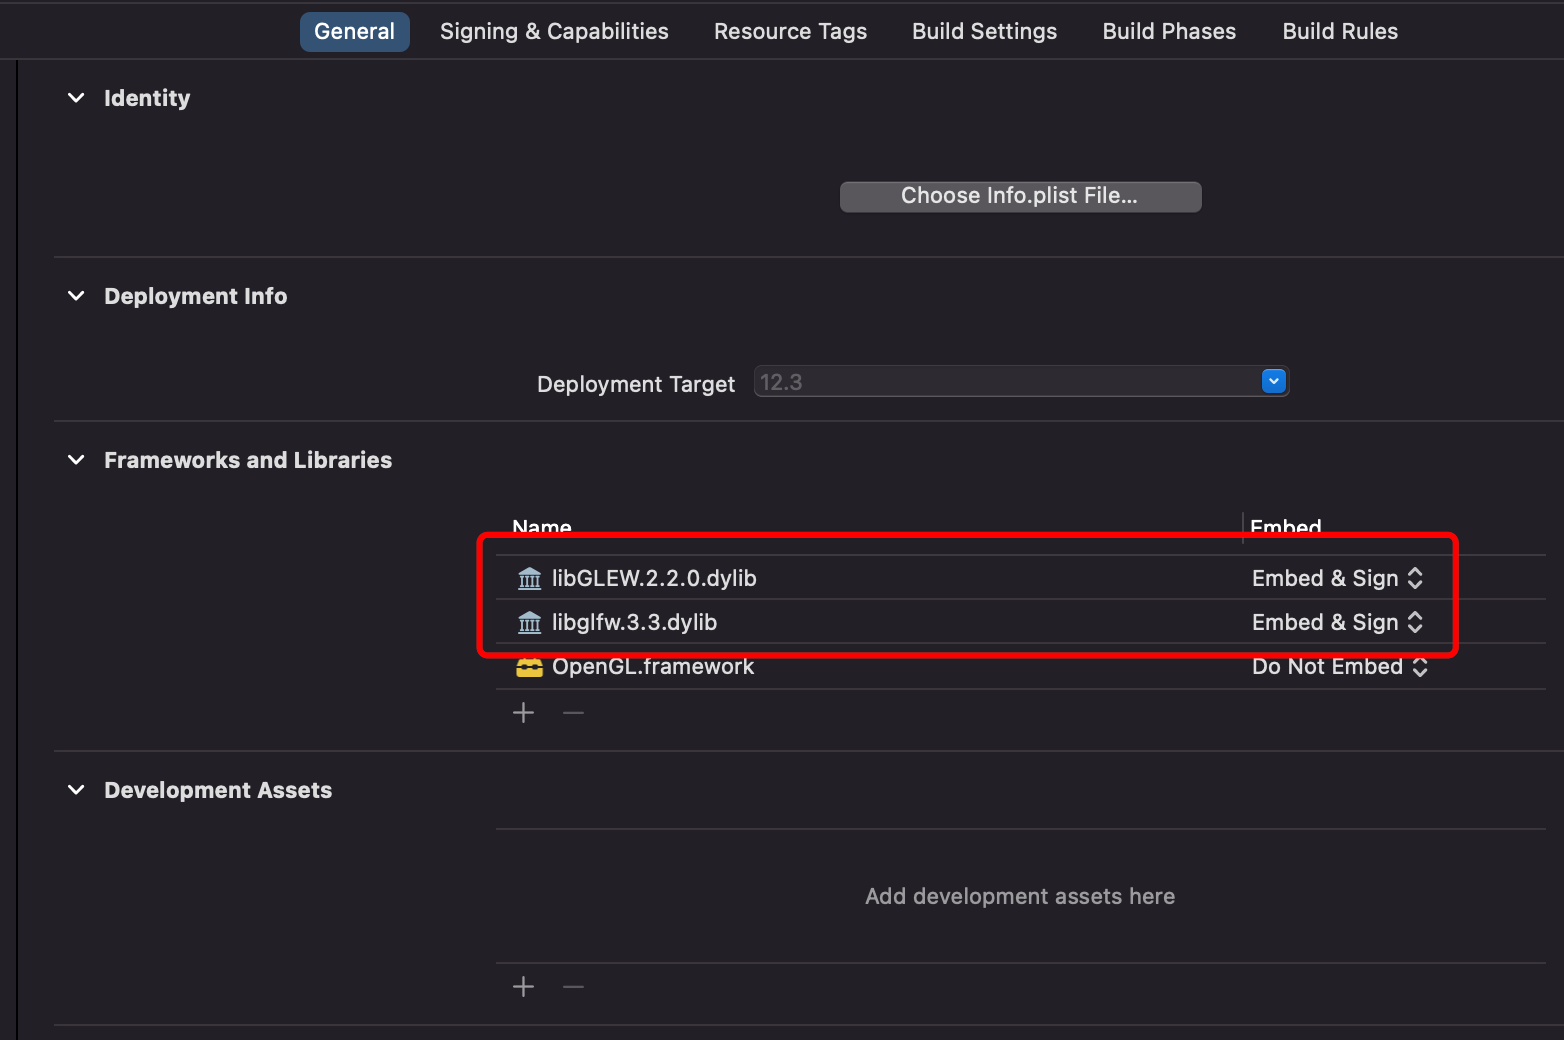 General Signing & Capabilities Resource Tags Build Settings Build Phases Build Rules
Identity
Choose Info.plist File...
Deployment Info
Deployment Target 12.3
Frameworks and Libraries
Name Embed
libGLEW.2.2.0.dylib Embed & Sign
libglfw.3.3.dylib Embed & Sign
OpenGL.framework Do Not Embed
Development Assets
Add development assets here